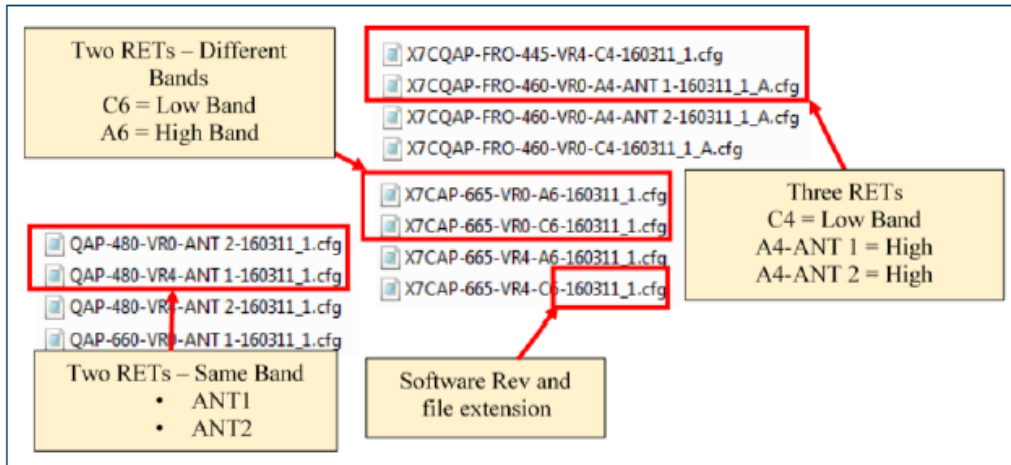 Two RETs – Different
Bands
C6 = Low Band
A6 = High Band
X7CQAP-FRO-445-VR4-C4-160311_1.cfg
X7CQAP-FRO-460-VR0-A4-ANT 1-160311_1_A.cfg
X7CQAP-FRO-460-VR0-A4-ANT 2-160311_1_A.cfg
X7CQAP-FRO-460-VR0-C4-160311_1_A.cfg
X7CAP-665-VR0-A6-160311_1.cfg
X7CAP-665-VR0-C6-160311_1.cfg
X7CAP-665-VR4-A6-160311_1.cfg
X7CAP-665-VR4-C6-160311_1.cfg
Three RETs
C4 = Low Band
A4-ANT 1 = High
A4-ANT 2 = High
QAP-480-VR0-ANT 2-160311_1.cfg
QAP-480-VR4-ANT 1-160311_1.cfg
QAP-480-VR4-ANT 2-160311_1.cfg
QAP-660-VR0-ANT 1-160311_1.cfg
Two RETs – Same Band
• ANT1
• ANT2
Software Rev and
file extension